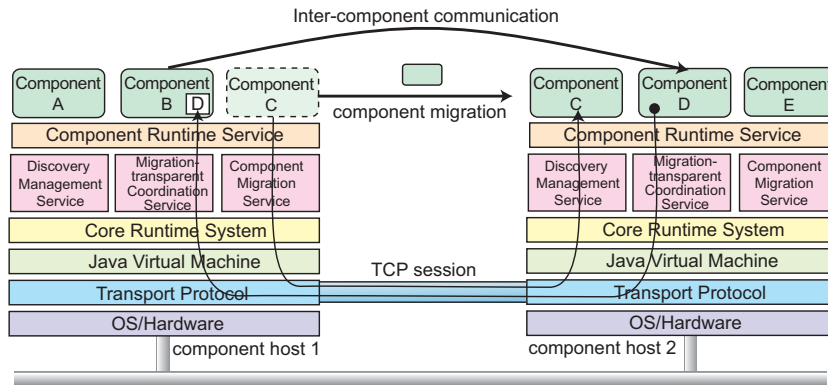 Inter-component communication
Component
A
Component
B D
Component
C
component migration
Component
C
Component
D
Component
E
Component Runtime Service
Component Runtime Service
Discovery
Management
Service
Migration-
transparent
Coordination
Service
Component
Migration
Service
Discovery
Management
Service
Migration-
transparent
Coordination
Service
Component
Migration
Service
Core Runtime System
Core Runtime System
Java Virtual Machine
TCP session
Java Virtual Machine
Transport Protocol
Transport Protocol
OS/Hardware
OS/Hardware
component host 1
component host 2